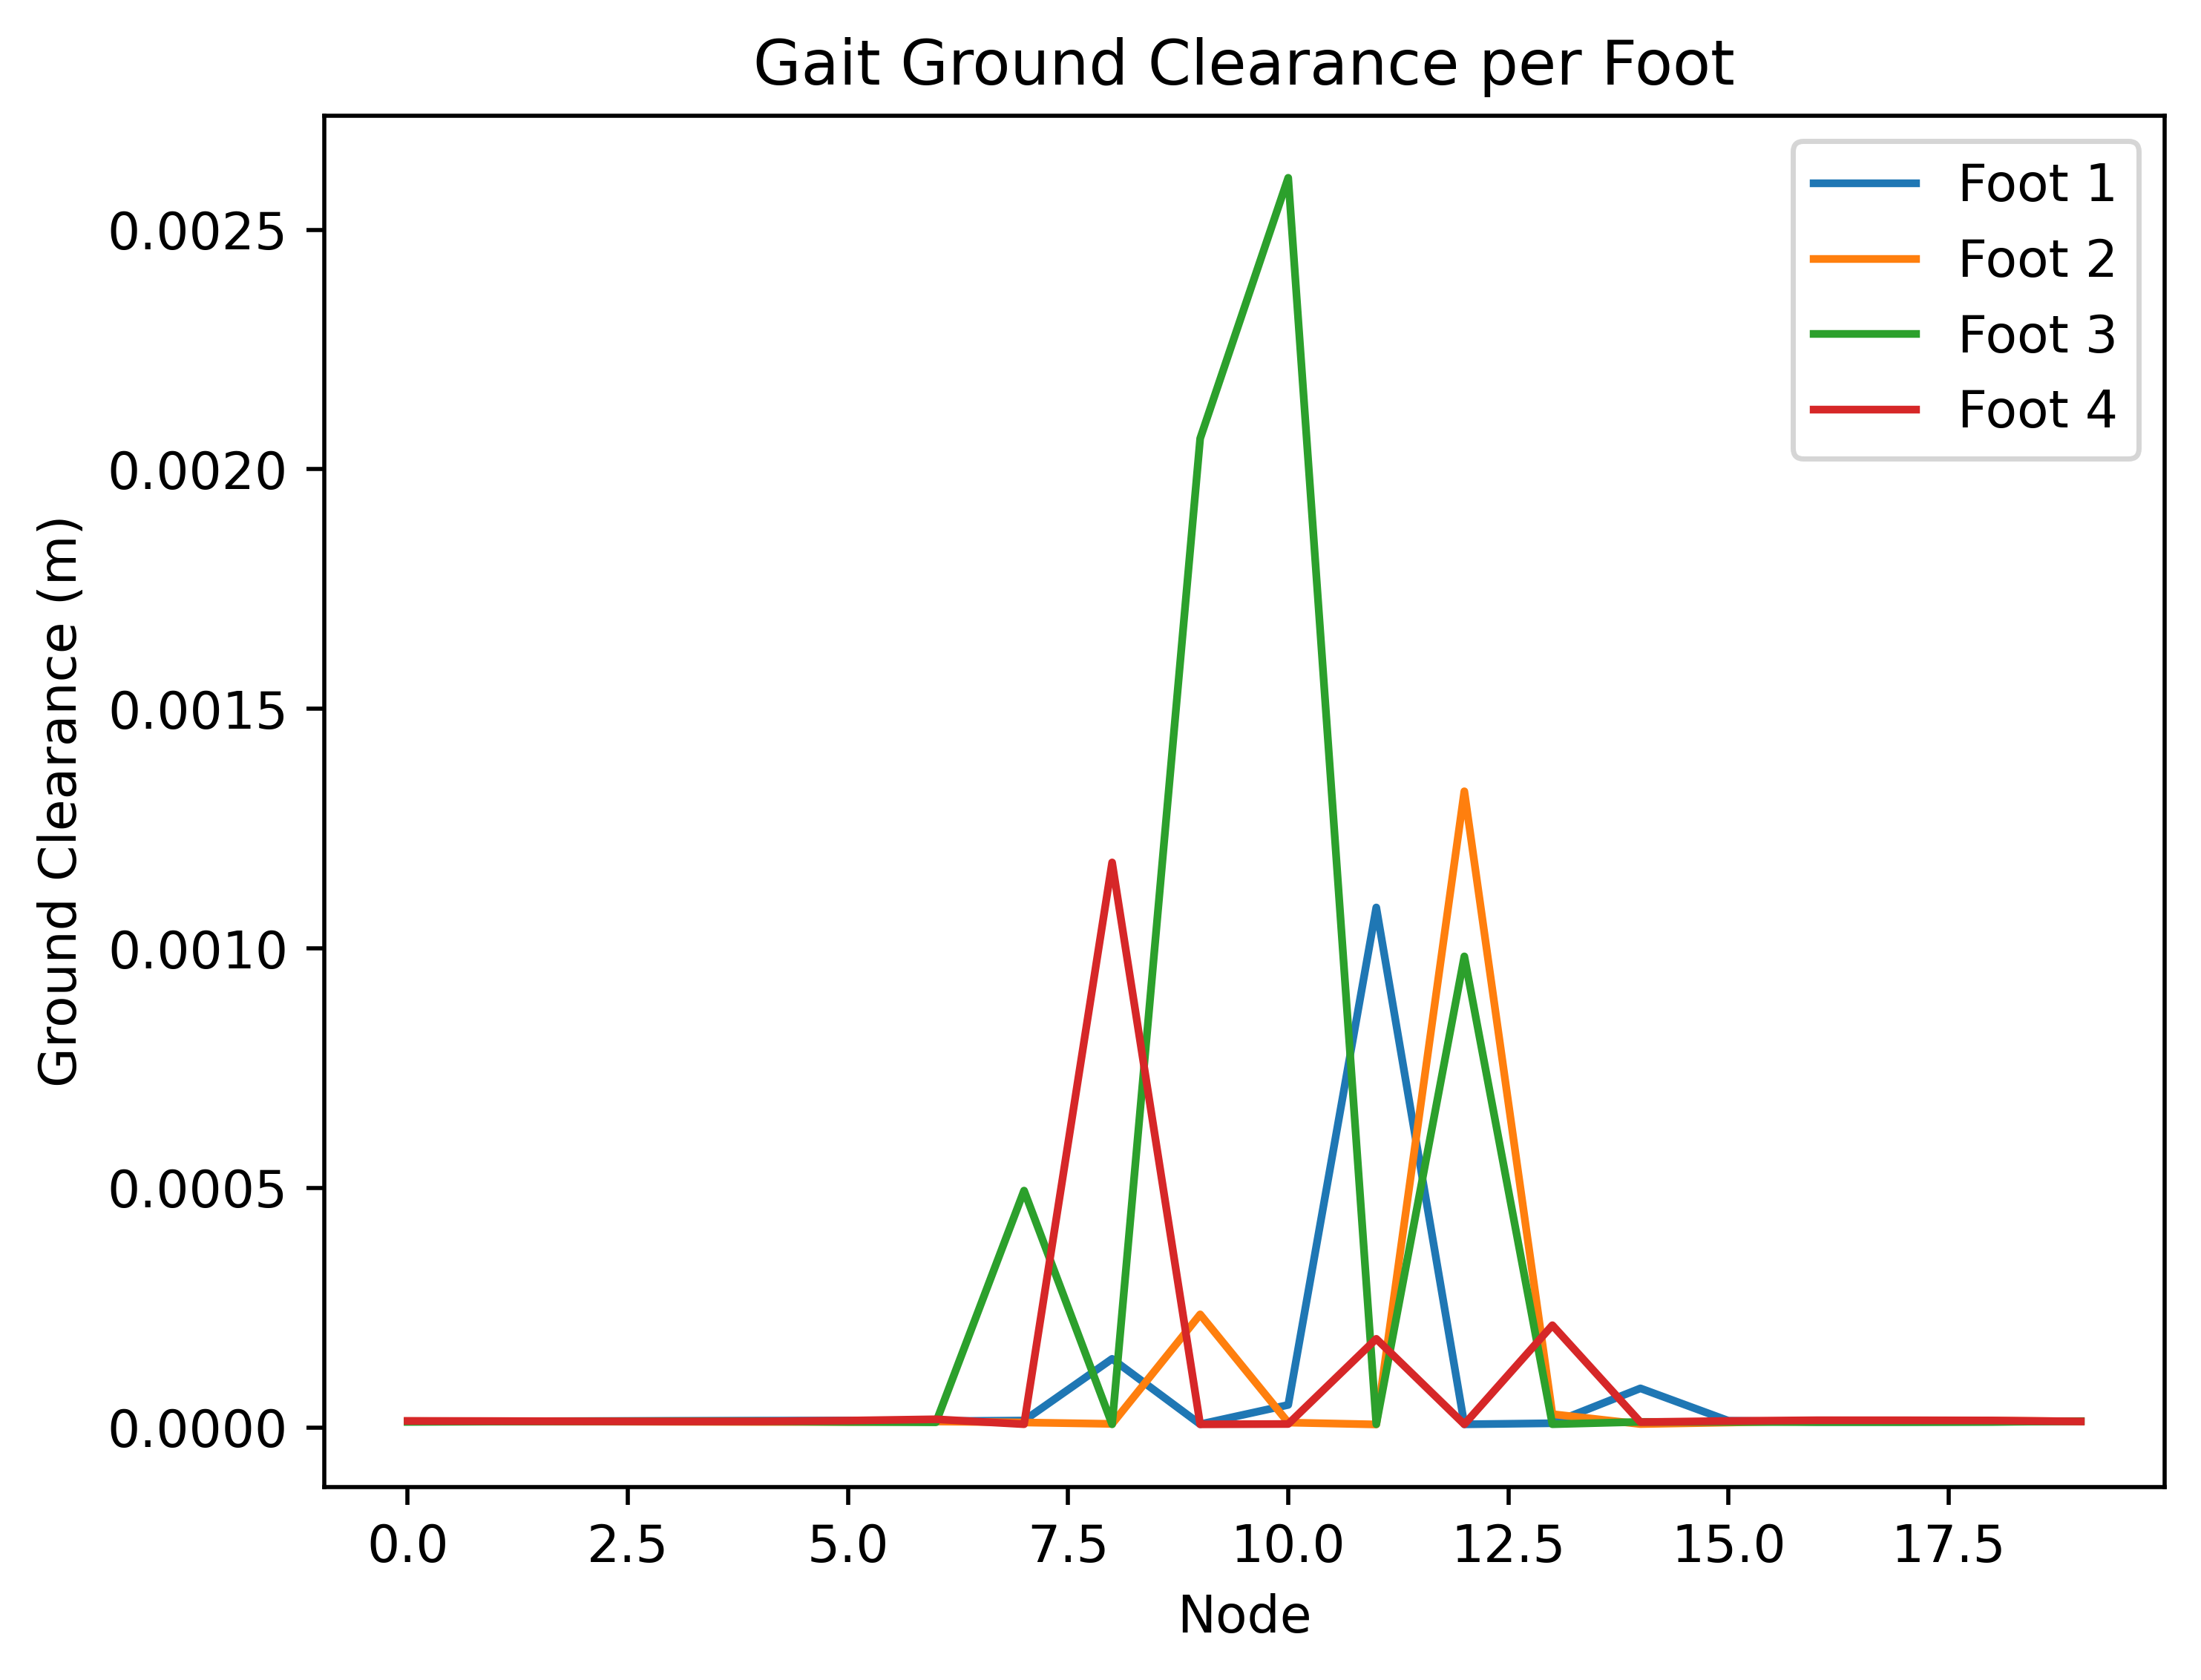 Gait Ground Clearance per Foot
Foot 1
Foot 2
Foot 3
Foot 4
Ground Clearance (m)
0.0025
0.0020
0.0015
0.0010
0.0005
0.0000
0.0 2.5 5.0 7.5 10.0 12.5 15.0 17.5
Node